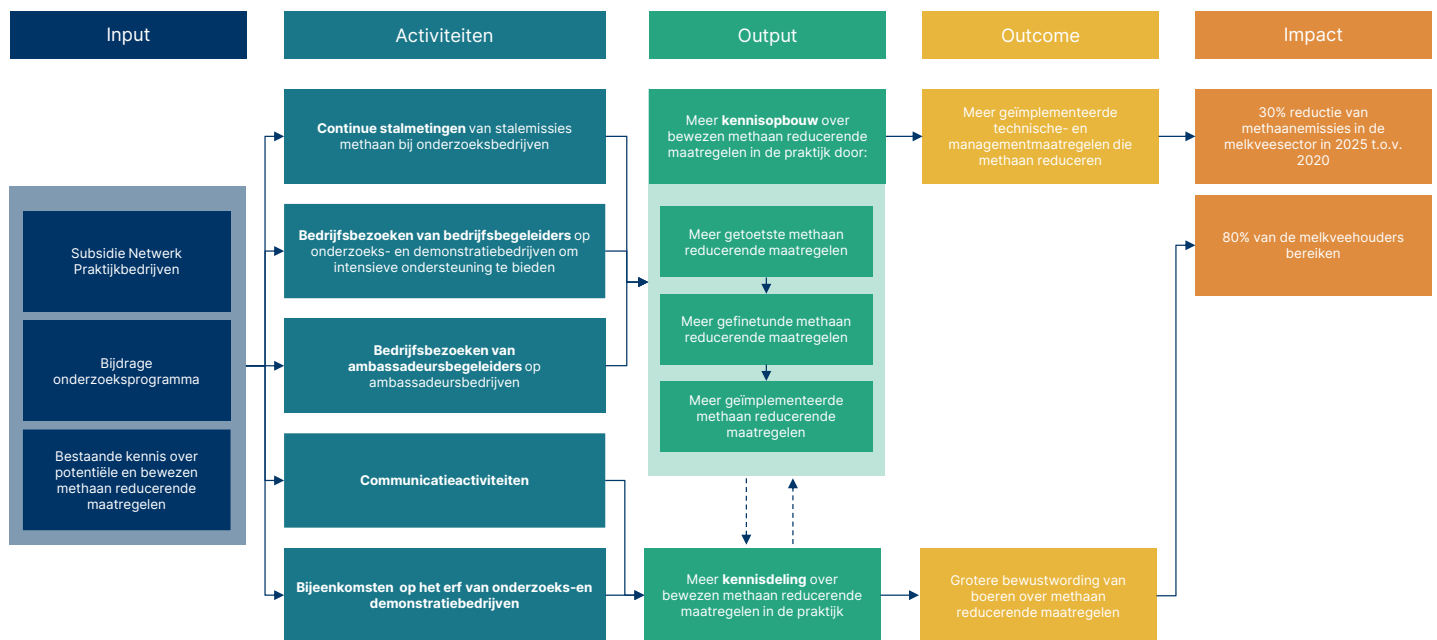 Input
Activiteiten
Output
Outcome
Impact
Subsidie Netwerk
Praktijkbedrijven
Bijdrage
onderzoeksprogramma
Bestaande kennis over
potentiële en bewezen
methaan reducerende
maatregelen
Continue stalmetingen van stalemissies
methaan bij onderzoeksbedrijven
Bedrijfsbezoeken van bedrijfsbegeleiders op
onderzoeks- en demonstratiebedrijven om
intensieve ondersteuning te bieden
Bedrijfsbezoeken van
ambassadeursbegeleiders op
ambassadeursbedrijven
Communicatieactiviteiten
Bijeenkomsten op het erf van onderzoeks-en
demonstratiebedrijven
Meer kennisopbouw over
bewezen methaan reducerende
maatregelen in de praktijk door:
Meer getoetste methaan
reducerende maatregelen
Meer gefinetunde methaan
reducerende maatregelen
Meer geïmplementeerde
methaan reducerende
maatregelen
Meer kennisdeling over
bewezen methaan reducerende
maatregelen in de praktijk
Meer geïmplementeerde
technische- en
managementmaatregelen die
methaan reduceren
Grotere bewustwording van
boeren over methaan
reducerende maatregelen
30% reductie van
methaanemissies in de
melkveesector in 2025 t.o.v.
2020
80% van de melkveehouders
bereiken